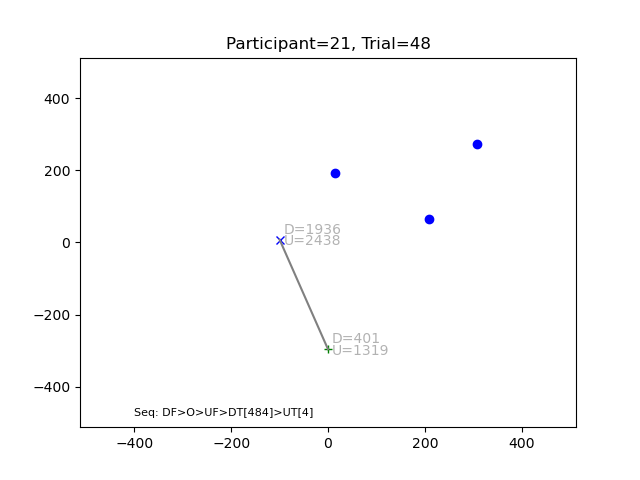 Participant=21, Trial=48
400
200
0
−200
−400
D=1936
U=2438
D=401
U=1319
Seq: DF>O>UF>DT[484]>UT[4]
−400 −200 0 200 400